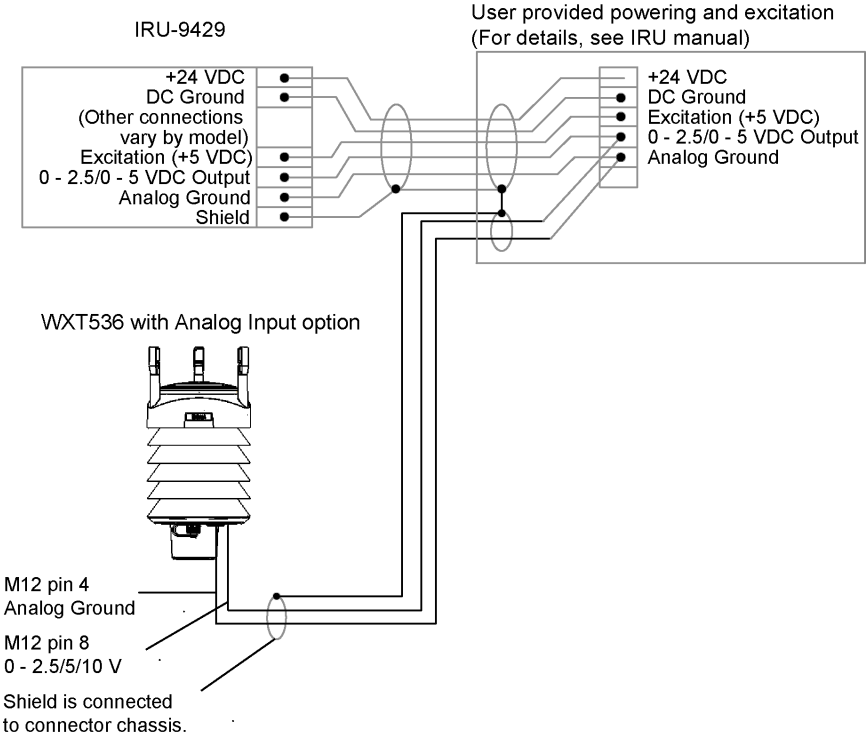 IRU-9429
User provided powering and excitation
(For details, see IRU manual)
+24 VDC
DC Ground
(Other connections
vary by model)
Excitation (+5 VDC)
0 - 2.5/0 - 5 VDC Output
Analog Ground
Shield
+24 VDC
DC Ground
Excitation (+5 VDC)
0 - 2.5/0 - 5 VDC Output
Analog Ground
WXT536 with Analog Input option
M12 pin 4
Analog Ground
M12 pin 8
0 - 2.5/5/10 V
Shield is connected
to connector chassis.